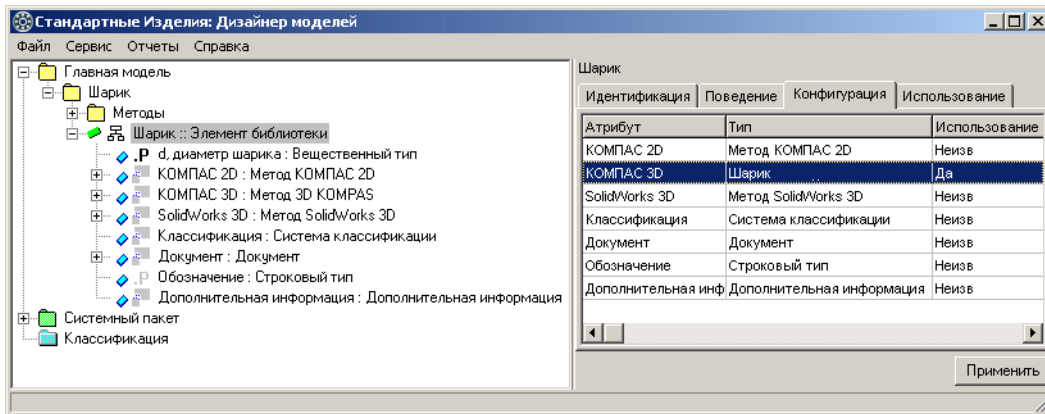 Стандартные Изделия: Дизайнер моделей
Файл Сервис Отчеты Справка
Главная модель
Шарик
Методы
Шарик :: Элемент библиотеки
.P d, диаметр шарика : Вещественный тип
КОМПАС 2D : Метод КОМПАС 2D
КОМПАС 3D : Метод 3D KOMPAS
SolidWorks 3D : Метод SolidWorks 3D
Классификация : Система классификации
Документ : Документ
.P Обозначение : Строковый тип
Дополнительная информация : Дополнительная информация
Системный пакет
Классификация
Шарик
Идентификация Поведение Конфигурация Использование
Атрибут Тип Использование
КОМПАС 2D Метод КОМПАС 2D Неизв
КОМПАС 3D Шарик Да
SolidWorks 3D Метод SolidWorks 3D Неизв
Классификация Система классификации Неизв
Документ Документ Неизв
Обозначение Строковый тип Неизв
Дополнительная инф Дополнительная информация Неизв
Применить